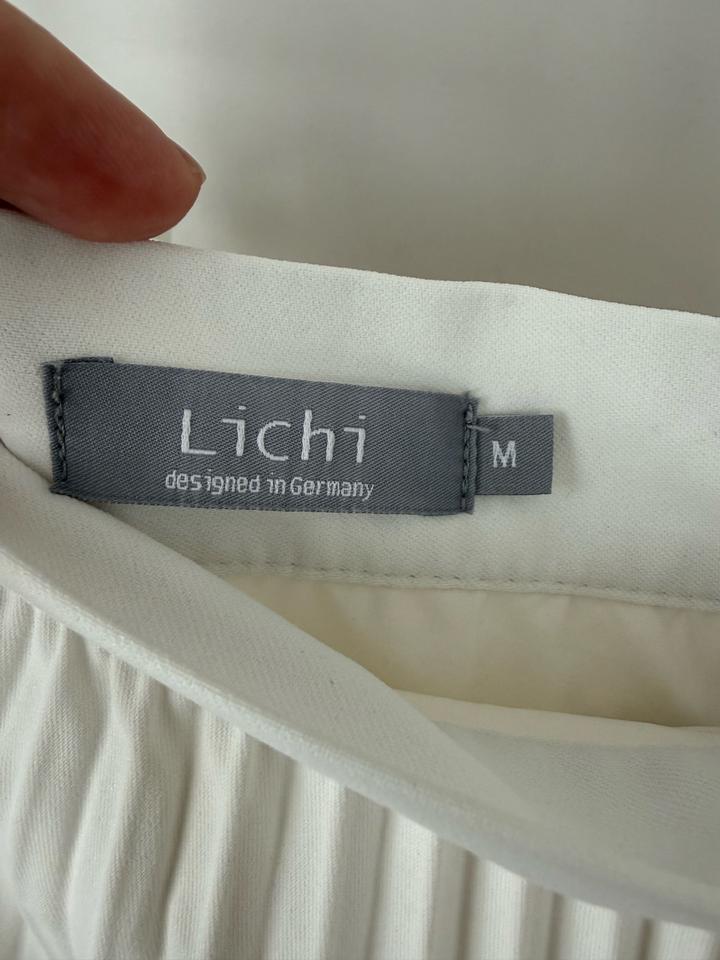 Lichi
designed in Germany
M